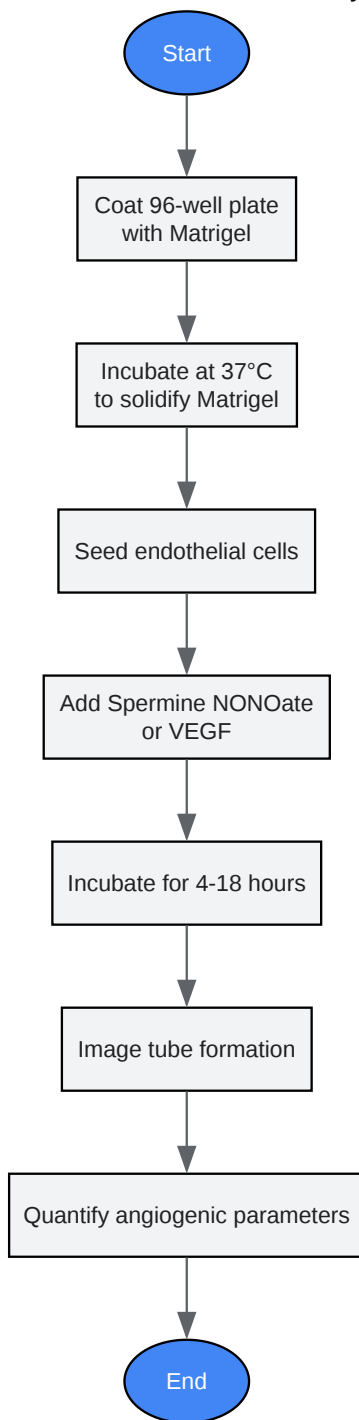 Start
Coat 96-well plate
with Matrigel
Incubate at 37°C
to solidify Matrigel
Seed endothelial cells
Add Spermine NONOate
or VEGF
Incubate for 4-18 hours
Image tube formation
Quantify angiogenic parameters
End